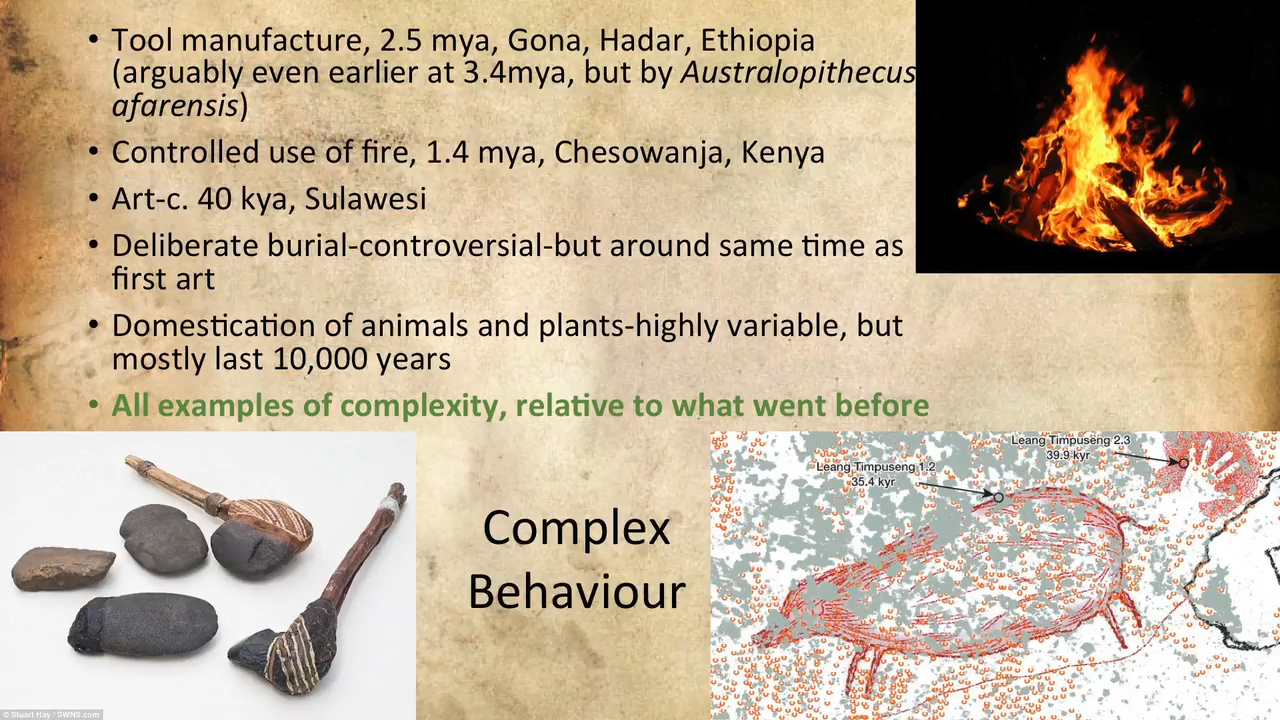 • Tool manufacture, 2.5 mya, Gona, Hadar, Ethiopia
(arguably even earlier at 3.4mya, but by Australopithecus
afarensis)
• Controlled use of fire, 1.4 mya, Chesowanja, Kenya
• Art-c. 40 kya, Sulawesi
• Deliberate burial-controversial-but around same time as
first art
• Domestication of animals and plants-highly variable, but
mostly last 10,000 years
• All examples of complexity, relative to what went before
Complex
Behaviour
Leang Timpuseng 2.3
39.9 kyr
Leang Timpuseng 1.2
35.4 kyr
© Stuart Hay / SWNS.com